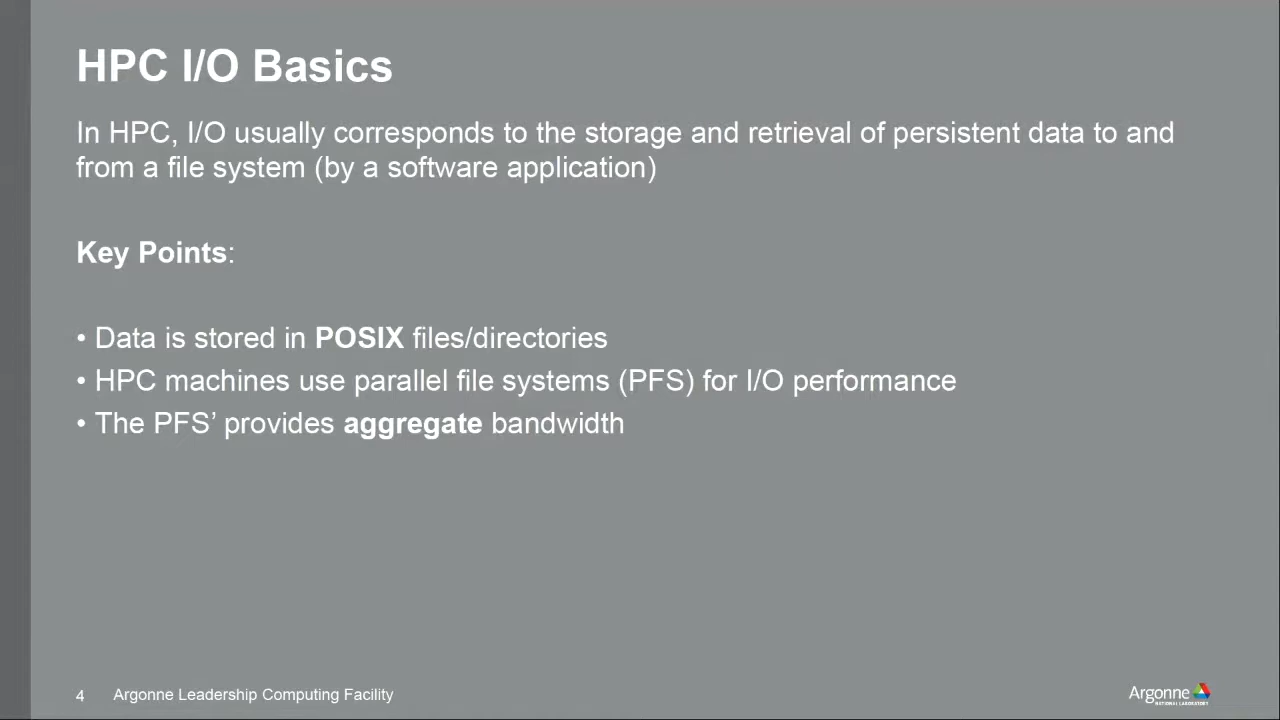 HPC I/O Basics
In HPC, I/O usually corresponds to the storage and retrieval of persistent data to and
from a file system (by a software application)
Key Points:
• Data is stored in POSIX files/directories
• HPC machines use parallel file systems (PFS) for I/O performance
• The PFS’ provides aggregate bandwidth
4 Argonne Leadership Computing Facility
Argonne
NATIONAL LABORATORY